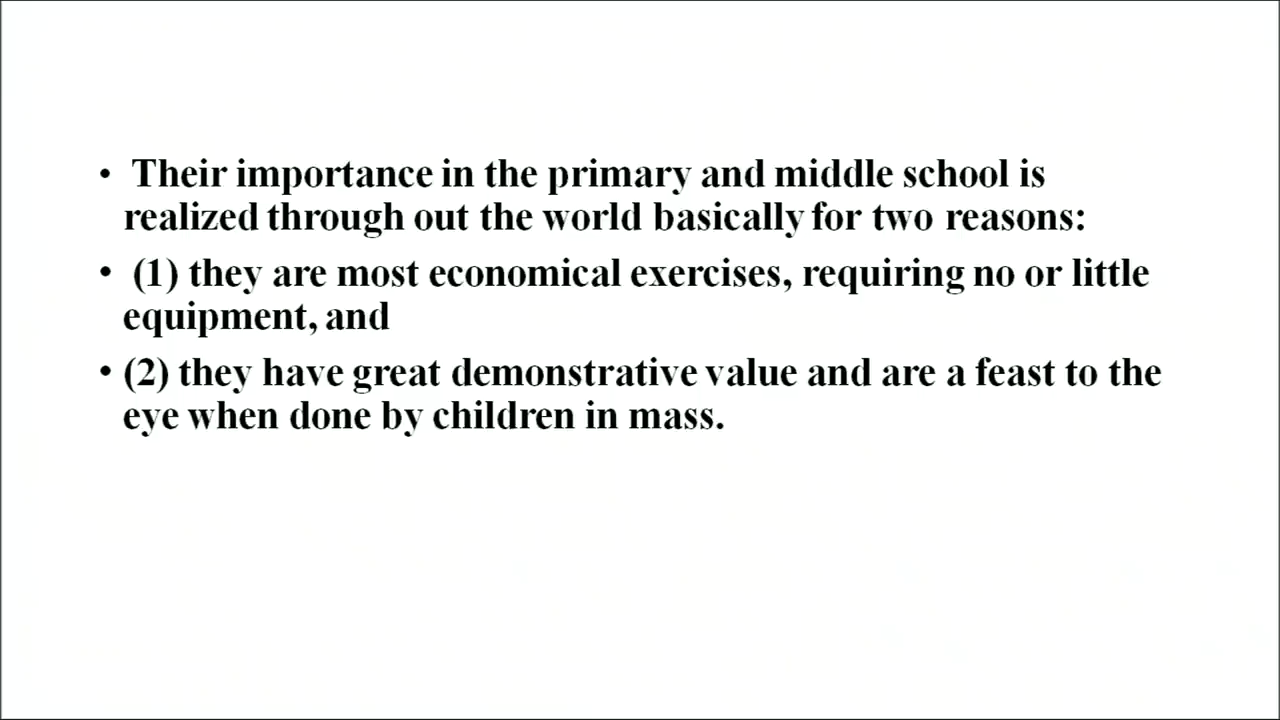 • Their importance in the primary and middle school is
realized through out the world basically for two reasons:
• (1) they are most economical exercises, requiring no or little
equipment, and
• (2) they have great demonstrative value and are a feast to the
eye when done by children in mass.